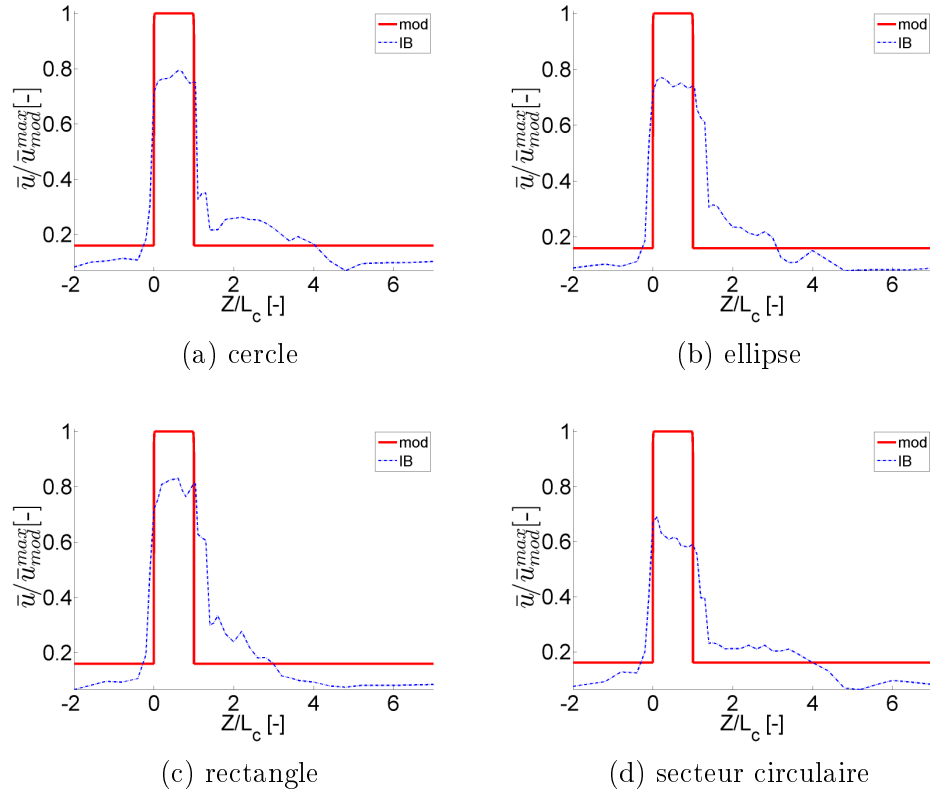 1
0.8
0.6
0.4
0.2
ū/ū_mod^max [-]
-2 0 2 4 6
Z/L_c [-]
mod
IB
(a) cercle
1
0.8
0.6
0.4
0.2
ū/ū_mod^max [-]
-2 0 2 4 6
Z/L_c [-]
mod
IB
(b) ellipse
1
0.8
0.6
0.4
0.2
ū/ū_mod^max [-]
-2 0 2 4 6
Z/L_c [-]
mod
IB
(c) rectangle
1
0.8
0.6
0.4
0.2
ū/ū_mod^max [-]
-2 0 2 4 6
Z/L_c [-]
mod
IB
(d) secteur circulaire